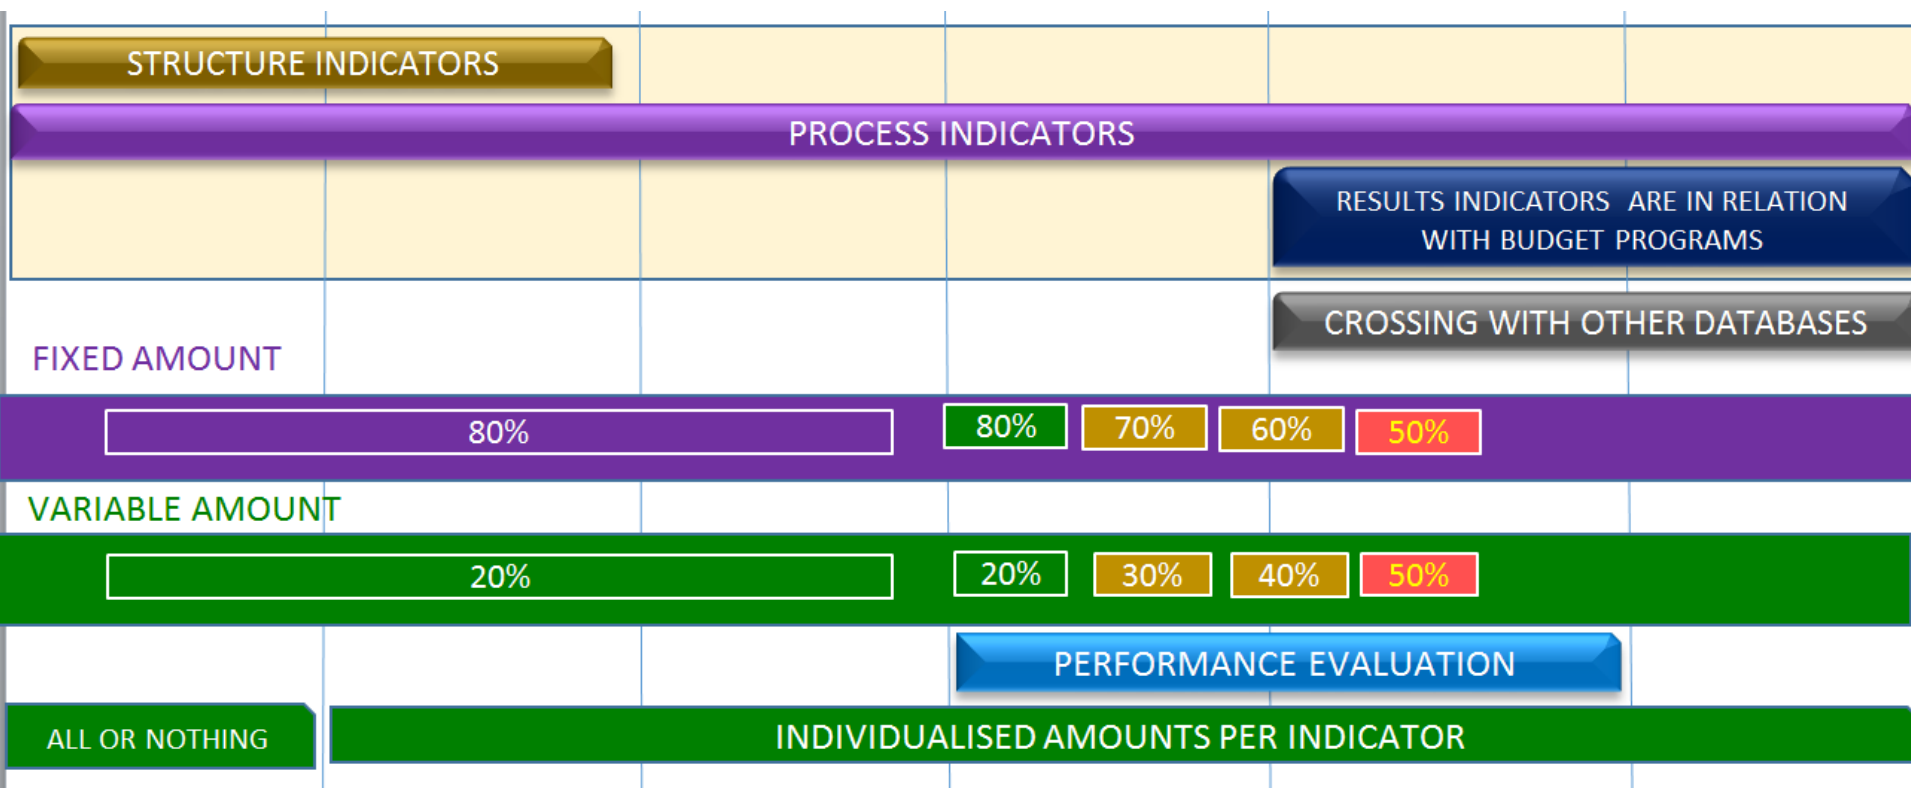 STRUCTURE INDICATORS
PROCESS INDICATORS
RESULTS INDICATORS ARE IN RELATION
WITH BUDGET PROGRAMS
CROSSING WITH OTHER DATABASES
FIXED AMOUNT
80% 80% 70% 60% 50%
VARIABLE AMOUNT
20% 20% 30% 40% 50%
PERFORMANCE EVALUATION
ALL OR NOTHING INDIVIDUALISED AMOUNTS PER INDICATOR